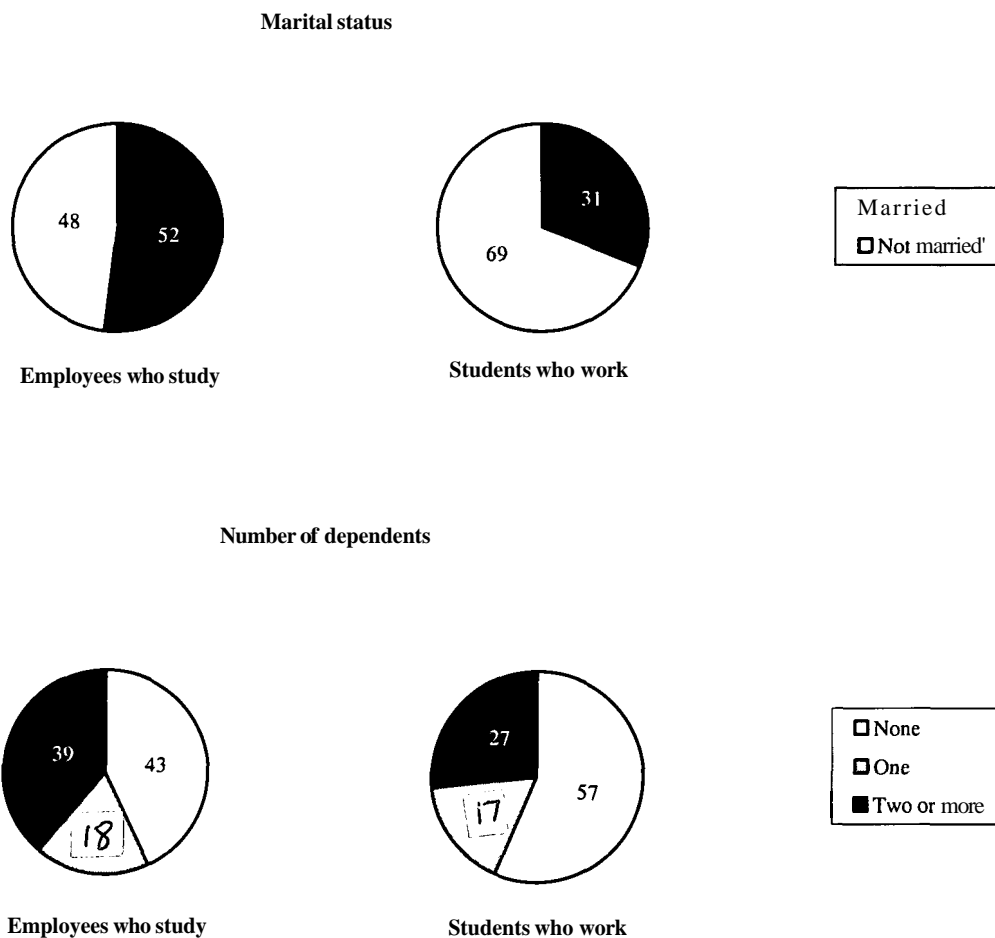 Marital status
48
52
31
69
Married
Not married'
Employees who study
Students who work
Number of dependents
39
43
18
27
57
17
None
One
Two or more
Employees who study
Students who work